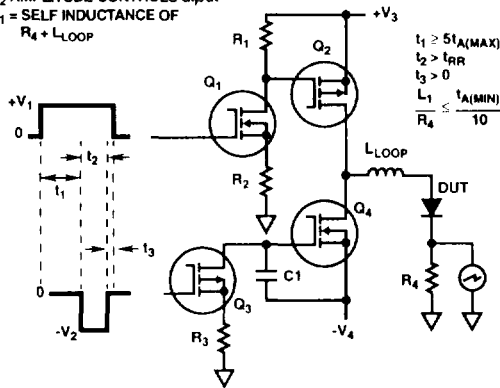 AMPLITUDE CONTROLS di/dt
1 = SELF INDUCTANCE OF
R4 + LLOOP
+V1
0
t2
t1
t3
0
-V2
R1
Q1
R2
Q2
+V3
t1 ≥ 5tA(MAX)
t2 > tRR
t3 > 0
L1/R4 ≤ tA(MIN)/10
LLOOP
DUT
Q4
R4
C1
Q3
R3
-V4